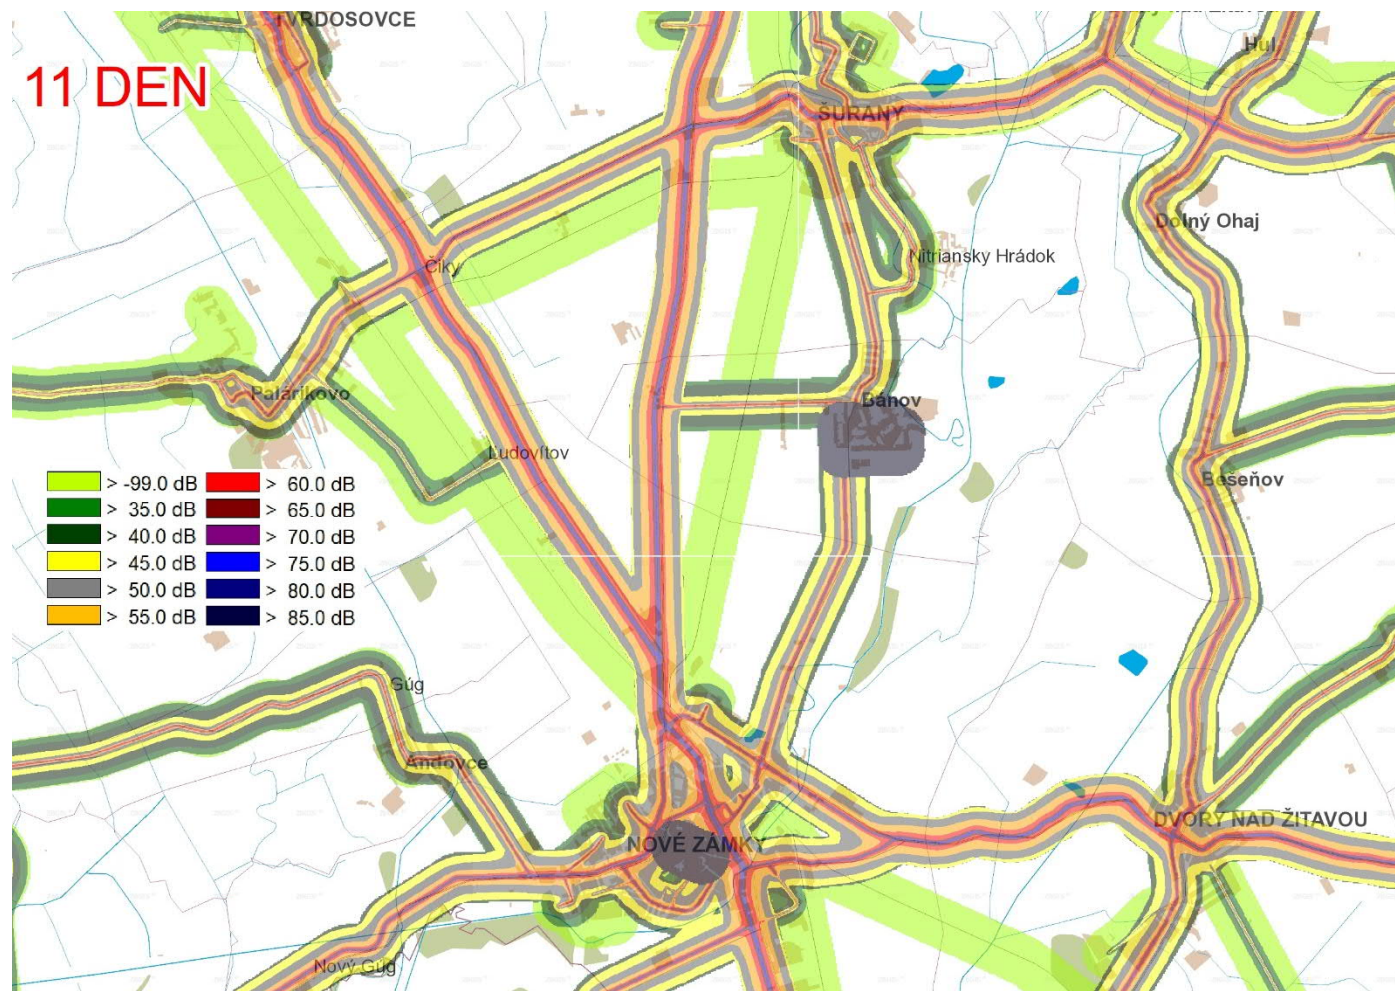 TVRDOSOVCE
Hul
11 DEN
ŠURANY
Dolný Ohaj
Nitriansky Hrádok
Čiky
Palárikovo
Bánov
Ľudovítov
Bešeňov
> -99.0 dB > 60.0 dB
> 35.0 dB > 65.0 dB
> 40.0 dB > 70.0 dB
> 45.0 dB > 75.0 dB
> 50.0 dB > 80.0 dB
> 55.0 dB > 85.0 dB
Gúg
Andovce
DVORY NAD ŽITAVOU
NOVÉ ZÁMKY
Nový Gúg